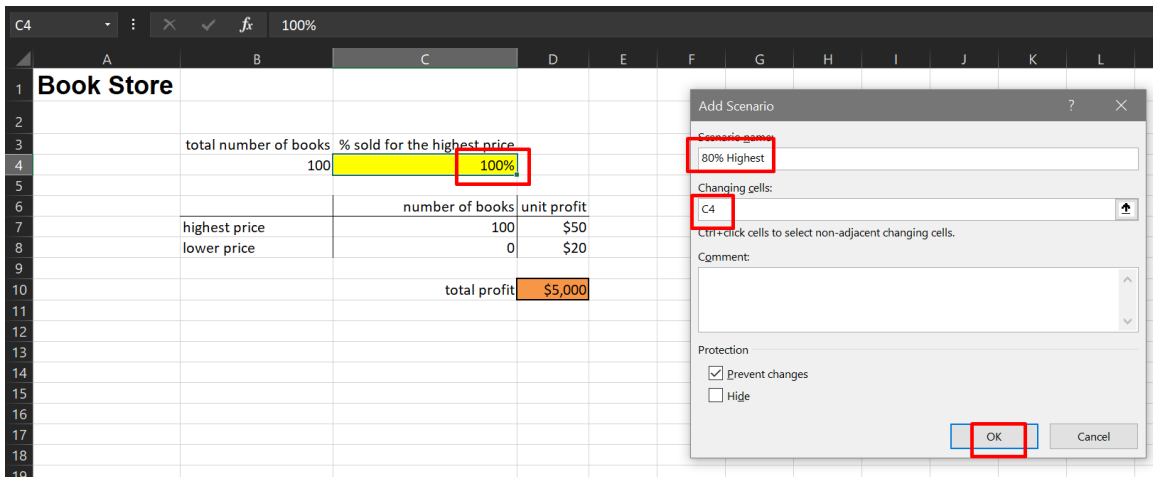 C4 fx 100%
A B C D E F G H I J K L
1 Book Store
2
3 total number of books % sold for the highest price
4 100 100%
5
6 number of books unit profit
7 highest price 100 $50
8 lower price 0 $20
9
10 total profit $5,000
11
12
13
14
15
16
17
18
19
Add Scenario ? ×
Scenario name:
80% Highest
Changing cells:
C4
Ctrl+click cells to select non-adjacent changing cells.
Comment:
Protection
Prevent changes
Hide
OK Cancel